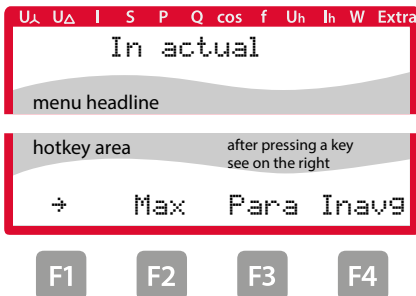 U⅄ U△ I S P Q cos f Uh Ih W Extra
In actual
menu headline
hotkey area
after pressing a key
see on the right
→ Max Para Inavg
F1 F2 F3 F4